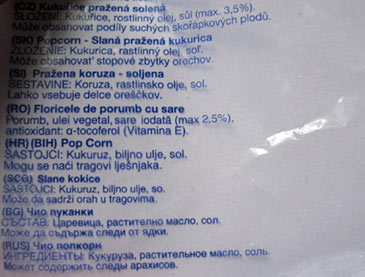 (CZ) Kukuřice pražená solená
SLOŽENÍ: Kukuřice, rostlinný olej, sůl (max. 3,5%).
Může obsahovat podíly suchých skořápkových plodů.
(SK) Popcorn - Slaná pražená kukurica
ZLOŽENIE: Kukurica, rastlinný olej, soľ.
Môže obsahovať stopové zbytky orechov.
(SI) Pražena koruza - soljena
SESTAVINE: Koruza, rastlinsko olje, sol.
Lahko vsebuje delce oreščkov.
(RO) Floricele de porumb cu sare
Porumb, ulei vegetal, sare iodată (max 2,5%).
antioxidant: α-tocoferol (Vitamina E).
(HR) (BIH) Pop Corn
SASTOJCI: Kukuruz, biljno ulje, sol.
Mogu se naći tragovi lješnjaka.
(SCG) Slane kokice
SASTOJCI: Kukuruz, biljno ulje, so.
Može da sadrži orah u tragovima.
(BG) Чио пуканки
СЪСТАВ: Царевица, растително масло, сол.
Може да съдържа следи от ядки.
(RUS) Чио попкорн
ИНГРЕДИЕНТЫ: Кукуруза, растительное масло, соль.
Может содержить следы арахисов.